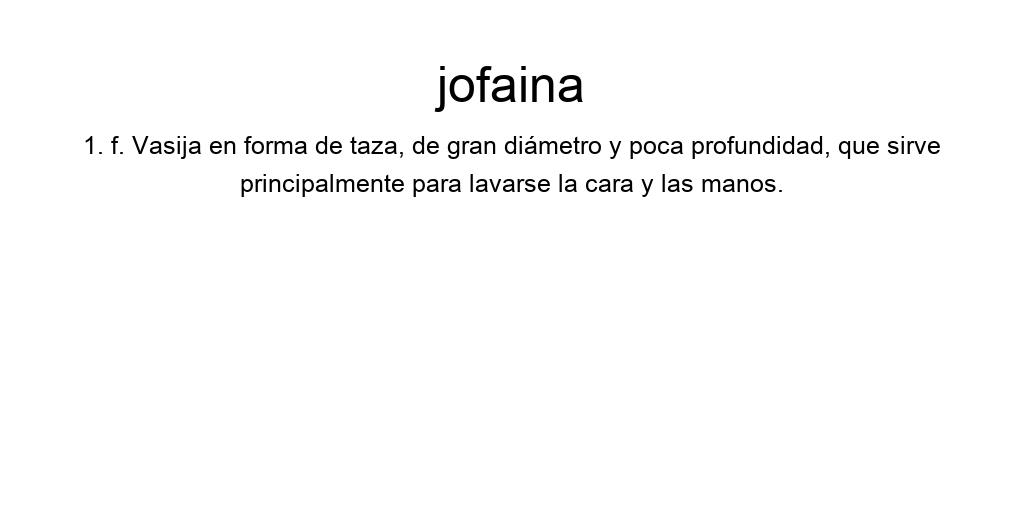 jofaina
1. f. Vasija en forma de taza, de gran diámetro y poca profundidad, que sirve
principalmente para lavarse la cara y las manos.